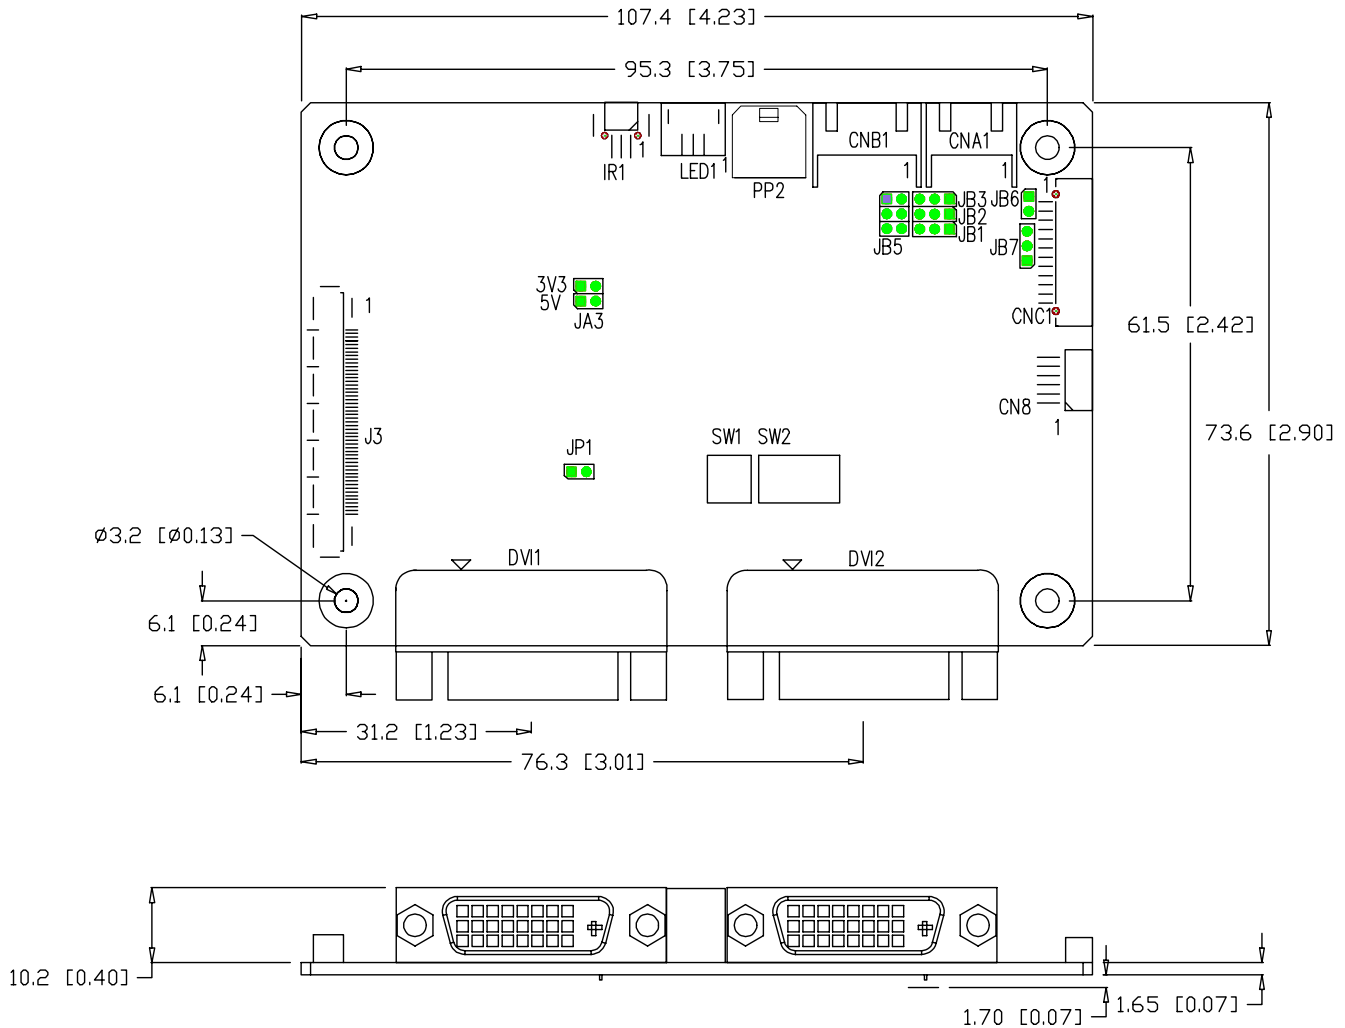 107.4 [4.23]
95.3 [3.75]
IR1
1
LED1
1
PP2
CNB1
1
CNA1
1
JB3
JB2
JB1
JB5
JB6
1
JB7
CNC1
3V3
5V
JA3
1
J3
61.5 [2.42]
CN8
1
73.6 [2.90]
JP1
SW1
SW2
ø3.2 [ø0.13]
DVI1
DVI2
6.1 [0.24]
6.1 [0.24]
31.2 [1.23]
76.3 [3.01]
10.2 [0.40]
1.70 [0.07]
1.65 [0.07]